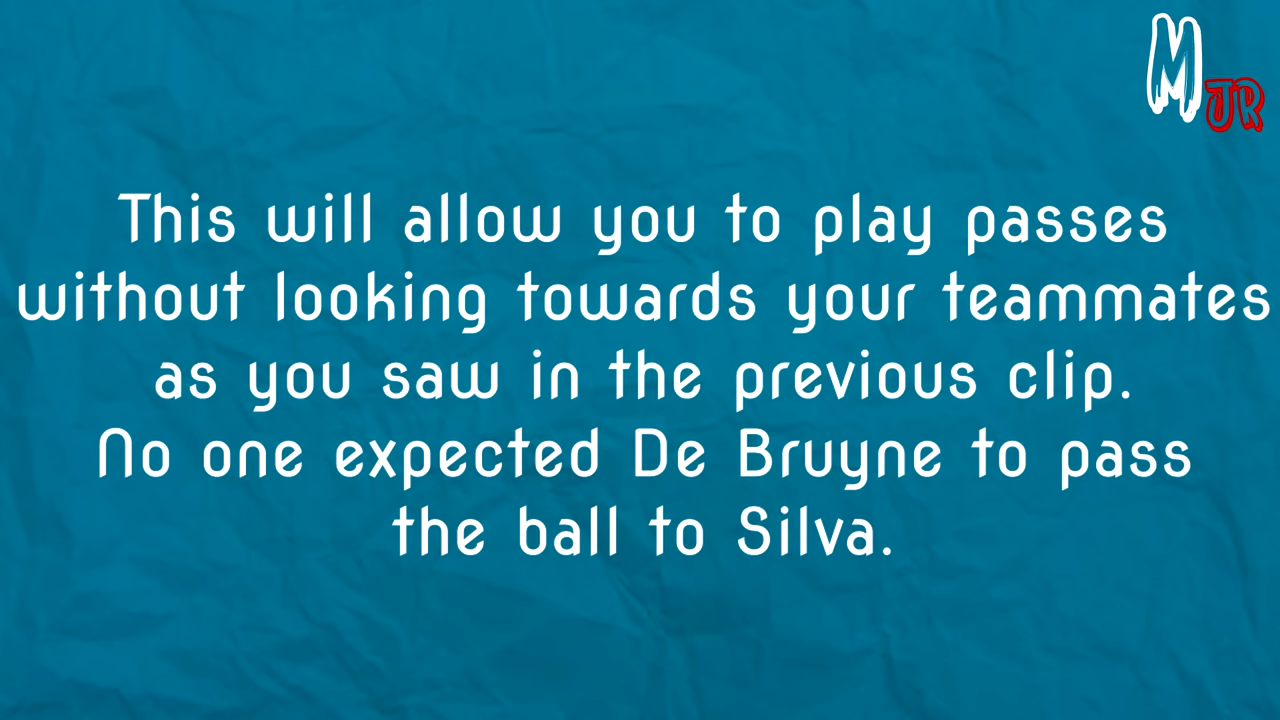 M JR
This will allow you to play passes
without looking towards your teammates
as you saw in the previous clip.
No one expected De Bruyne to pass
the ball to Silva.